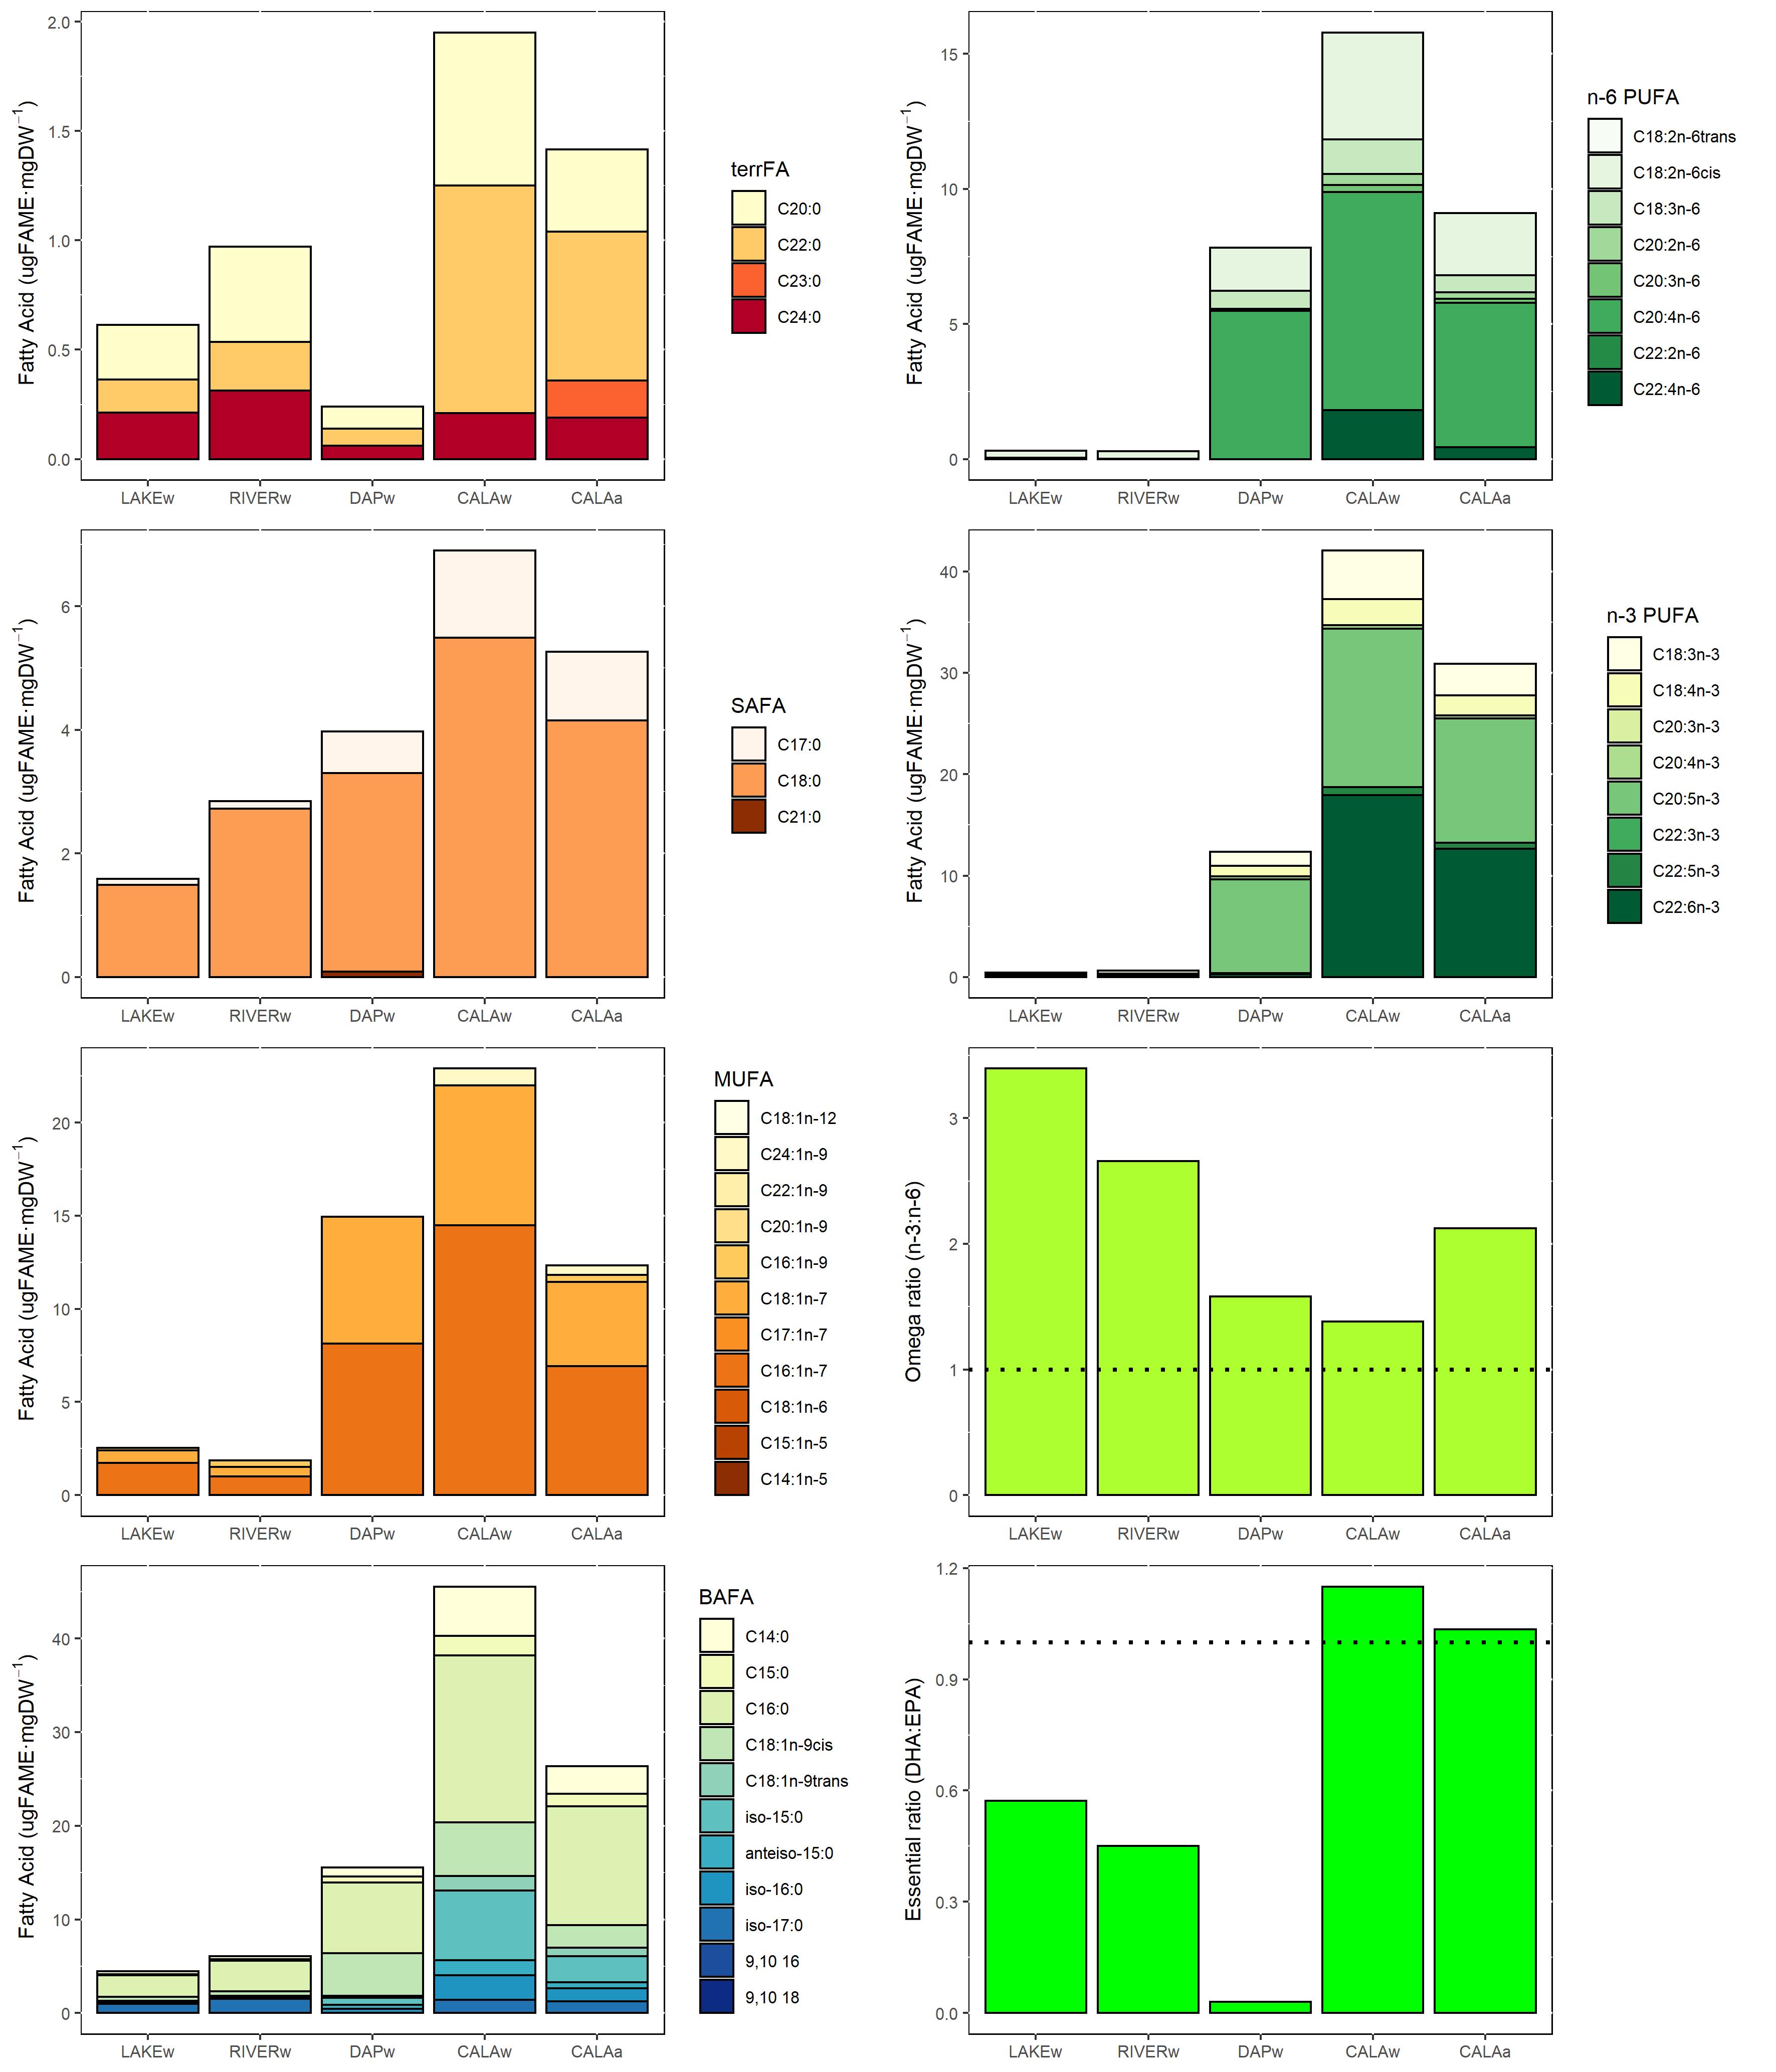 Fatty Acid (ugFAME·mgDW⁻¹)
2.0
1.5
1.0
0.5
0.0
LAKEw RIVERw DAPw CALAw CALAa
terrFA
C20:0
C22:0
C23:0
C24:0
Fatty Acid (ugFAME·mgDW⁻¹)
15
10
5
0
LAKEw RIVERw DAPw CALAw CALAa
n-6 PUFA
C18:2n-6trans
C18:2n-6cis
C18:3n-6
C20:2n-6
C20:3n-6
C20:4n-6
C22:2n-6
C22:4n-6
Fatty Acid (ugFAME·mgDW⁻¹)
6
4
2
0
LAKEw RIVERw DAPw CALAw CALAa
SAFA
C17:0
C18:0
C21:0
Fatty Acid (ugFAME·mgDW⁻¹)
40
30
20
10
0
LAKEw RIVERw DAPw CALAw CALAa
n-3 PUFA
C18:3n-3
C18:4n-3
C20:3n-3
C20:4n-3
C20:5n-3
C22:3n-3
C22:5n-3
C22:6n-3
Fatty Acid (ugFAME·mgDW⁻¹)
20
15
10
5
0
LAKEw RIVERw DAPw CALAw CALAa
MUFA
C18:1n-12
C24:1n-9
C22:1n-9
C20:1n-9
C16:1n-9
C18:1n-7
C17:1n-7
C16:1n-7
C18:1n-6
C15:1n-5
C14:1n-5
Omega ratio (n-3:n-6)
3
2
1
0
LAKEw RIVERw DAPw CALAw CALAa
Fatty Acid (ugFAME·mgDW⁻¹)
40
30
20
10
0
LAKEw RIVERw DAPw CALAw CALAa
BAFA
C14:0
C15:0
C16:0
C18:1n-9cis
C18:1n-9trans
iso-15:0
anteiso-15:0
iso-16:0
iso-17:0
9,10 16
9,10 18
Essential ratio (DHA:EPA)
1.2
0.9
0.6
0.3
0.0
LAKEw RIVERw DAPw CALAw CALAa